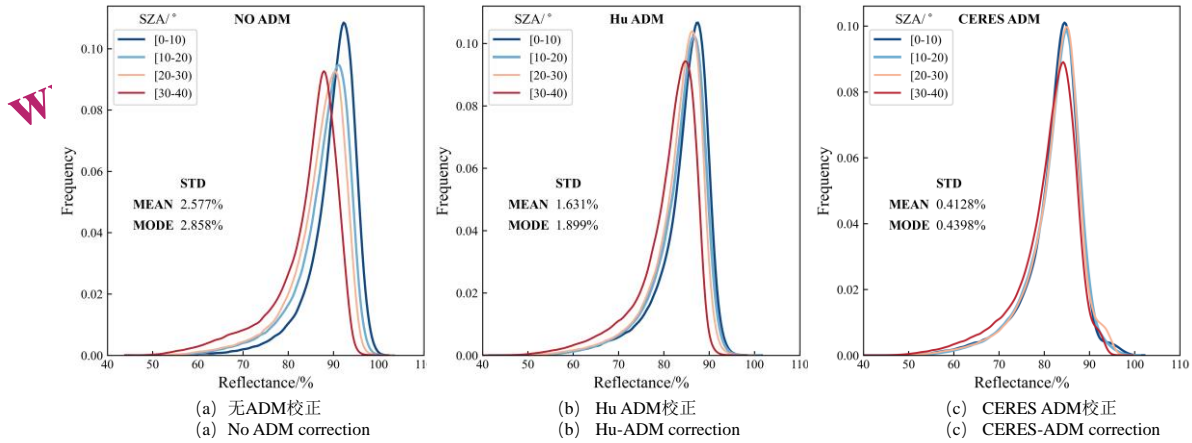 W
SZA/° NO ADM
[0-10)
[10-20)
[20-30)
[30-40)
STD
MEAN 2.577%
MODE 2.858%
Frequency
0.10
0.08
0.06
0.04
0.02
0.00
40 50 60 70 80 90 100 110
Reflectance/%
(a) 无ADM校正
(a) No ADM correction
SZA/° Hu ADM
[0-10)
[10-20)
[20-30)
[30-40)
STD
MEAN 1.631%
MODE 1.899%
Frequency
0.10
0.08
0.06
0.04
0.02
0.00
40 50 60 70 80 90 100 110
Reflectance/%
(b) Hu ADM校正
(b) Hu-ADM correction
SZA/° CERES ADM
[0-10)
[10-20)
[20-30)
[30-40)
STD
MEAN 0.4128%
MODE 0.4398%
Frequency
0.10
0.08
0.06
0.04
0.02
0.00
40 50 60 70 80 90 100 110
Reflectance/%
(c) CERES ADM校正
(c) CERES-ADM correction